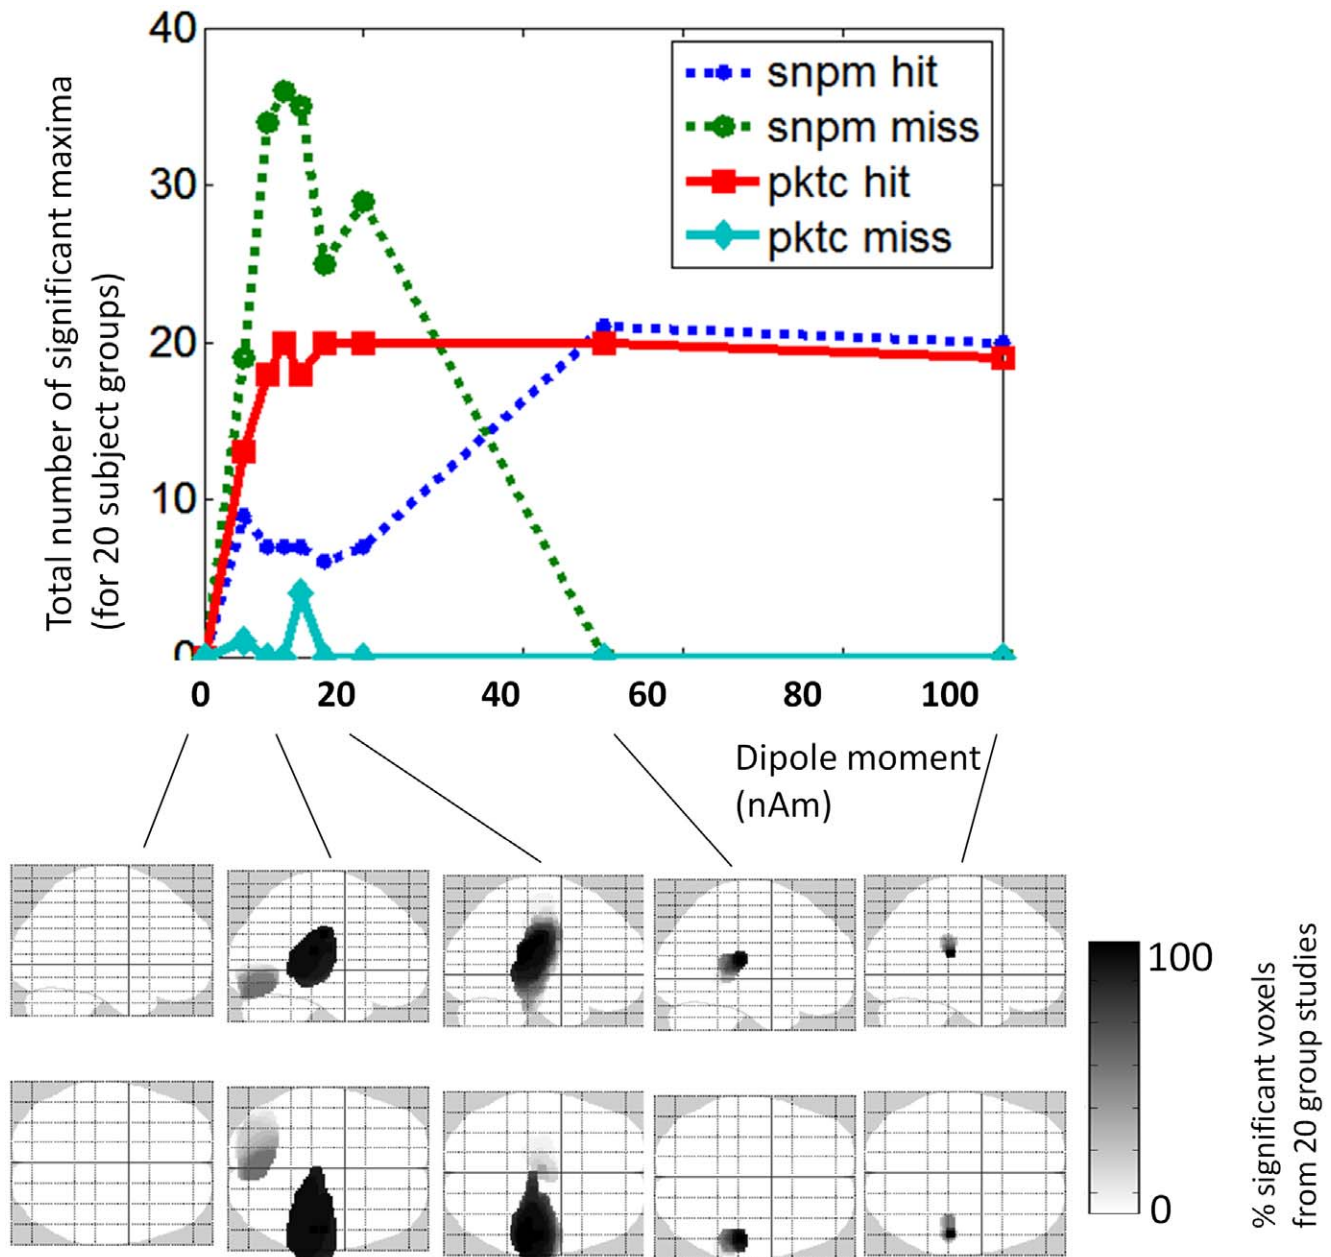 Total number of significant maxima
(for 20 subject groups)
40
30
20
10
0
snpm hit
snpm miss
pktc hit
pktc miss
0 20 40 60 80 100
Dipole moment
(nAm)
100
0
% significant voxels
from 20 group studies